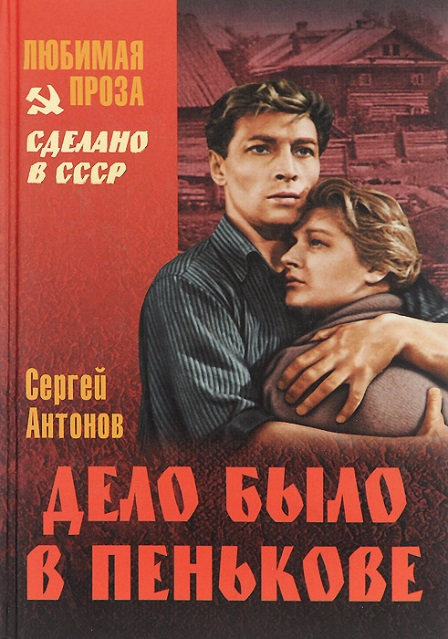 ЛЮБИМАЯ
ПРОЗА
СДЕЛАНО
В СССР
Сергей
Антонов
ДЕЛО БЫЛО
В ПЕНЬКОВЕ